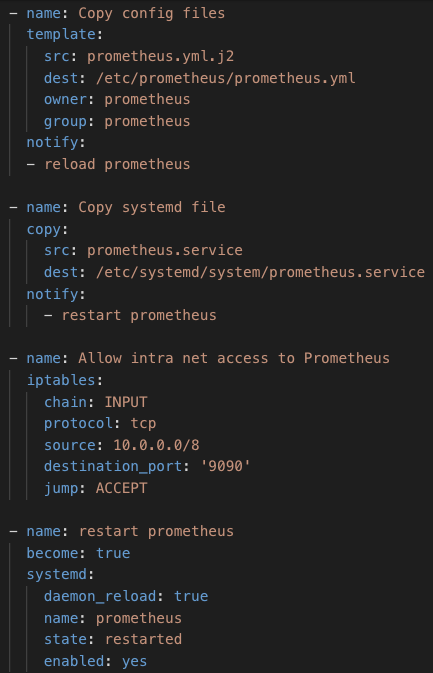 - name: Copy config files
  template:
    src: prometheus.yml.j2
    dest: /etc/prometheus/prometheus.yml
    owner: prometheus
    group: prometheus
  notify:
  - reload prometheus

- name: Copy systemd file
  copy:
    src: prometheus.service
    dest: /etc/systemd/system/prometheus.service
  notify:
    - restart prometheus

- name: Allow intra net access to Prometheus
  iptables:
    chain: INPUT
    protocol: tcp
    source: 10.0.0.0/8
    destination_port: '9090'
    jump: ACCEPT

- name: restart prometheus
  become: true
  systemd:
    daemon_reload: true
    name: prometheus
    state: restarted
    enabled: yes